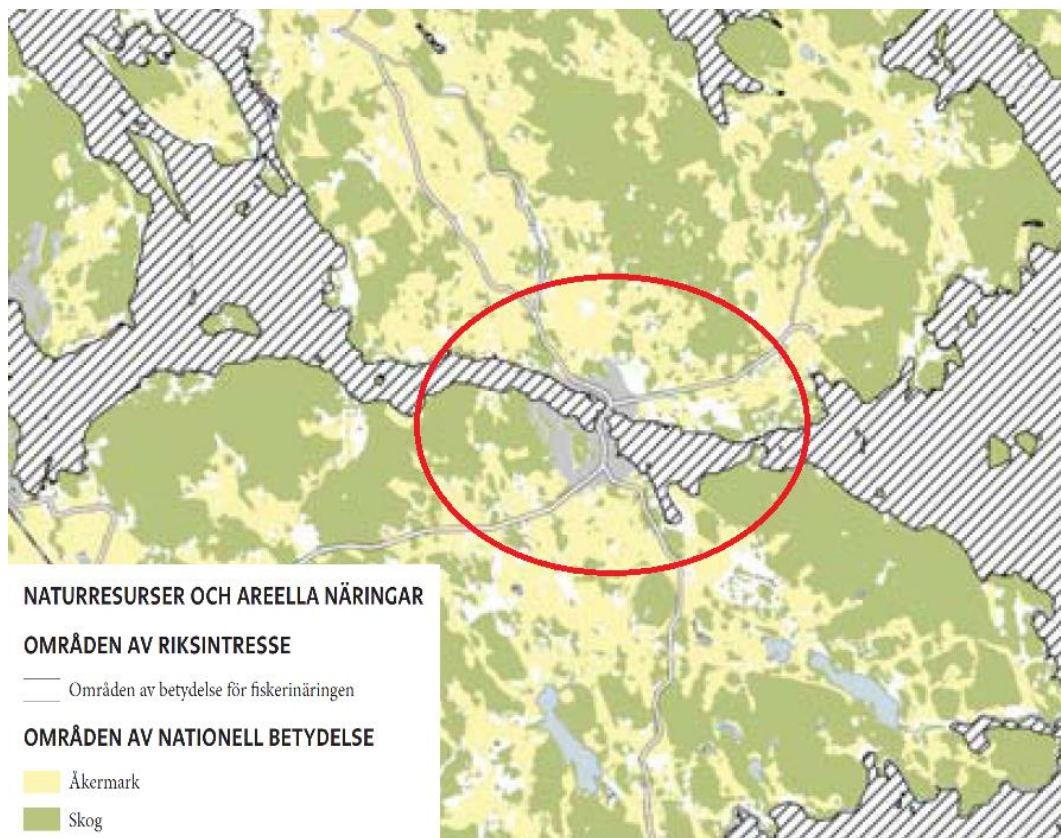 NATURRESURSER OCH AREELLA NÄRINGAR
OMRÅDEN AV RIKSINTRESSE
Områden av betydelse för fiskerinäringen
OMRÅDEN AV NATIONELL BETYDELSE
Åkermark
Skog